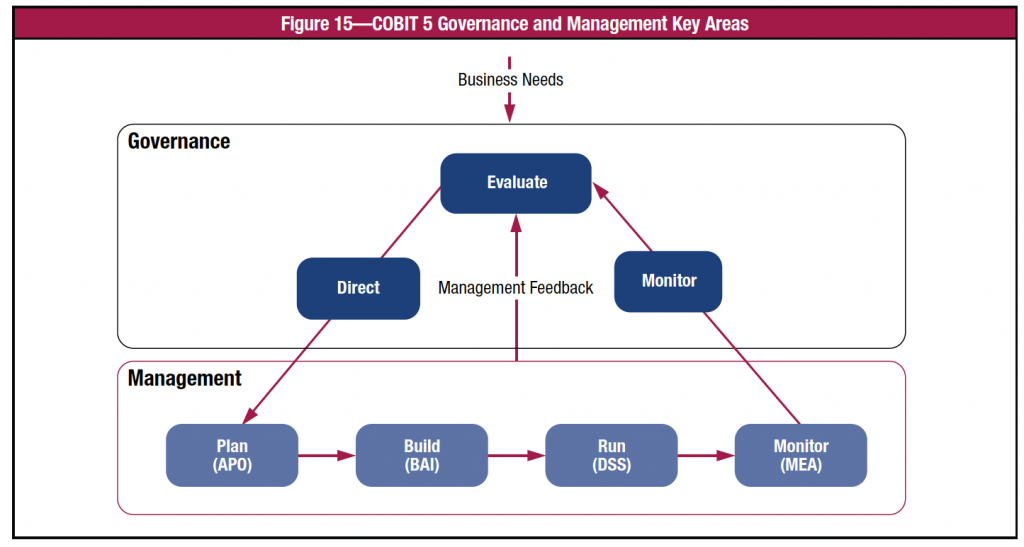 Figure 15—COBIT 5 Governance and Management Key Areas
Business Needs
Governance
Evaluate
Direct
Management Feedback
Monitor
Management
Plan
(APO)
Build
(BAI)
Run
(DSS)
Monitor
(MEA)